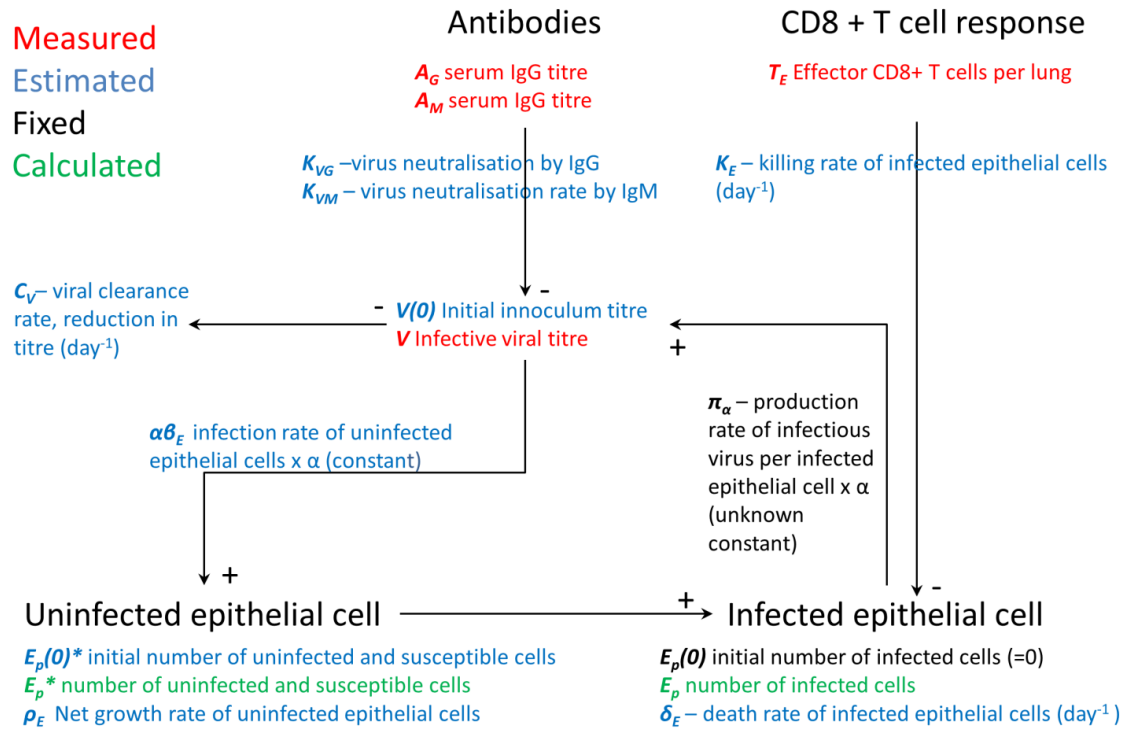 Measured
Estimated
Fixed
Calculated
Antibodies
A_G serum IgG titre
A_M serum IgG titre
CD8 + T cell response
T_E Effector CD8+ T cells per lung
K_VG –virus neutralisation by IgG
K_VM – virus neutralisation rate by IgM
K_E – killing rate of infected epithelial cells
(day⁻¹)
C_V– viral clearance
rate, reduction in
titre (day⁻¹)
-
-
V(0) Initial innoculum titre
V Infective viral titre
+
αβ_E infection rate of uninfected
epithelial cells x α (constant)
π_α – production
rate of infectious
virus per infected
epithelial cell x α
(unknown
constant)
+
+
-
Uninfected epithelial cell
E_p(0)* initial number of uninfected and susceptible cells
E_p* number of uninfected and susceptible cells
ρ_E Net growth rate of uninfected epithelial cells
Infected epithelial cell
E_p(0) initial number of infected cells (=0)
E_p number of infected cells
δ_E – death rate of infected epithelial cells (day⁻¹ )